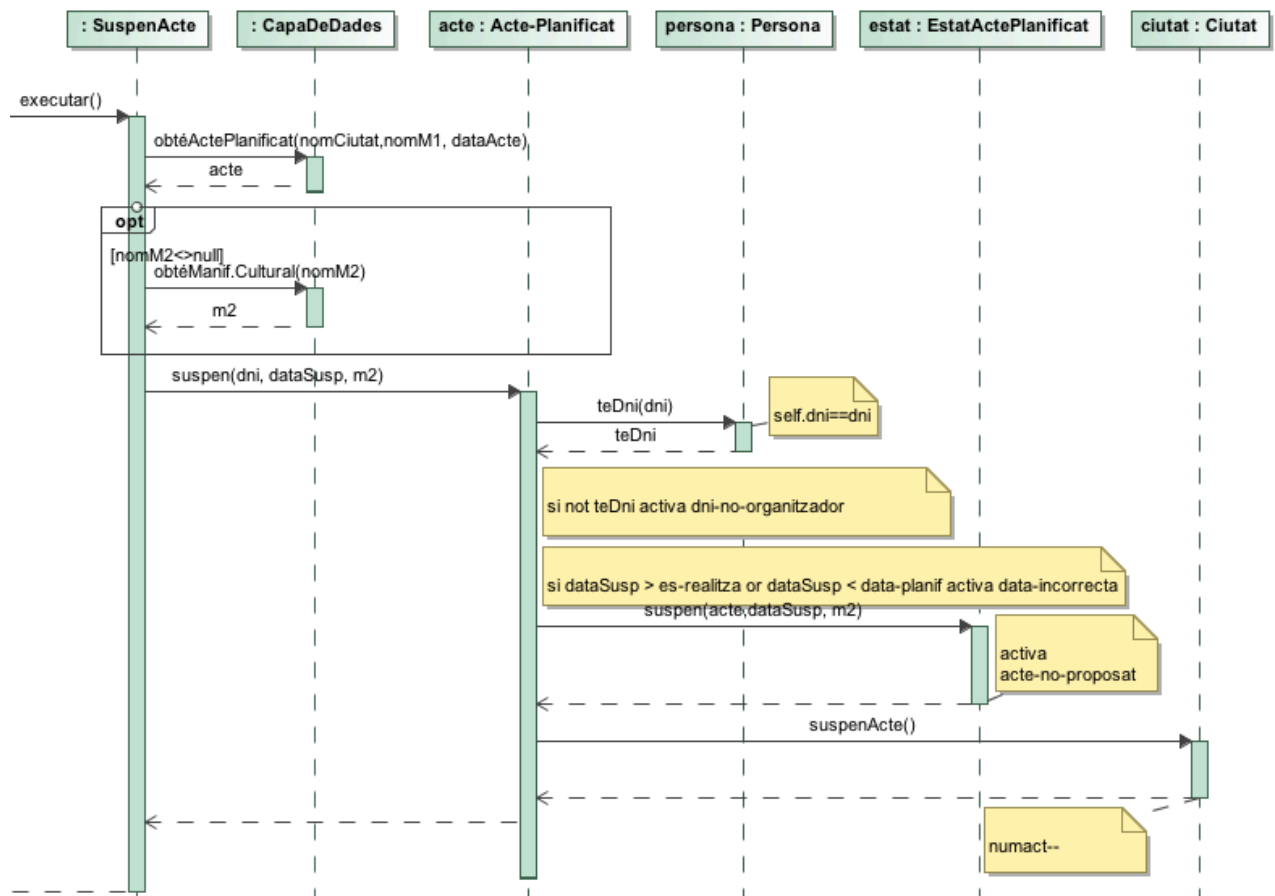 : SuspenActe
: CapaDeDades
acte : Acte-Planificat
persona : Persona
estat : EstatActePlanificat
ciutat : Ciutat
executar()
obtéActePlanificat(nomCiutat,nomM1, dataActe)
acte
opt
[nomM2<>null]
obtéManif.Cultural(nomM2)
m2
suspen(dni, dataSusp, m2)
teDni(dni)
self.dni==dni
teDni
si not teDni activa dni-no-organitzador
si dataSusp > es-realitza or dataSusp < data-planif activa data-incorrecta
suspen(acte,dataSusp, m2)
activa
acte-no-proposat
suspenActe()
numact--